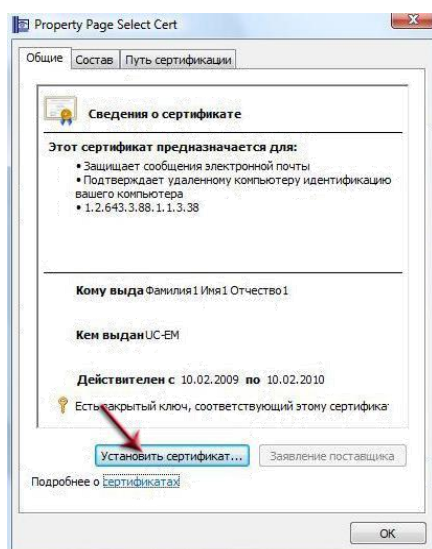 Property Page Select Cert
Общие Состав Путь сертификации
Сведения о сертификате
Этот сертификат предназначается для:
• Защищает сообщения электронной почты
• Подтверждает удаленному компьютеру идентификацию
вашего компьютера
• 1.2.643.3.88.1.1.3.38
Кому выда Фамилия1 Имя1 Отчество1
Кем выдан UC-EM
Действителен с 10.02.2009 по 10.02.2010
Есть закрытый ключ, соответствующий этому сертифика
Установить сертификат... Заявление поставщика
Подробнее о сертификатах
OK